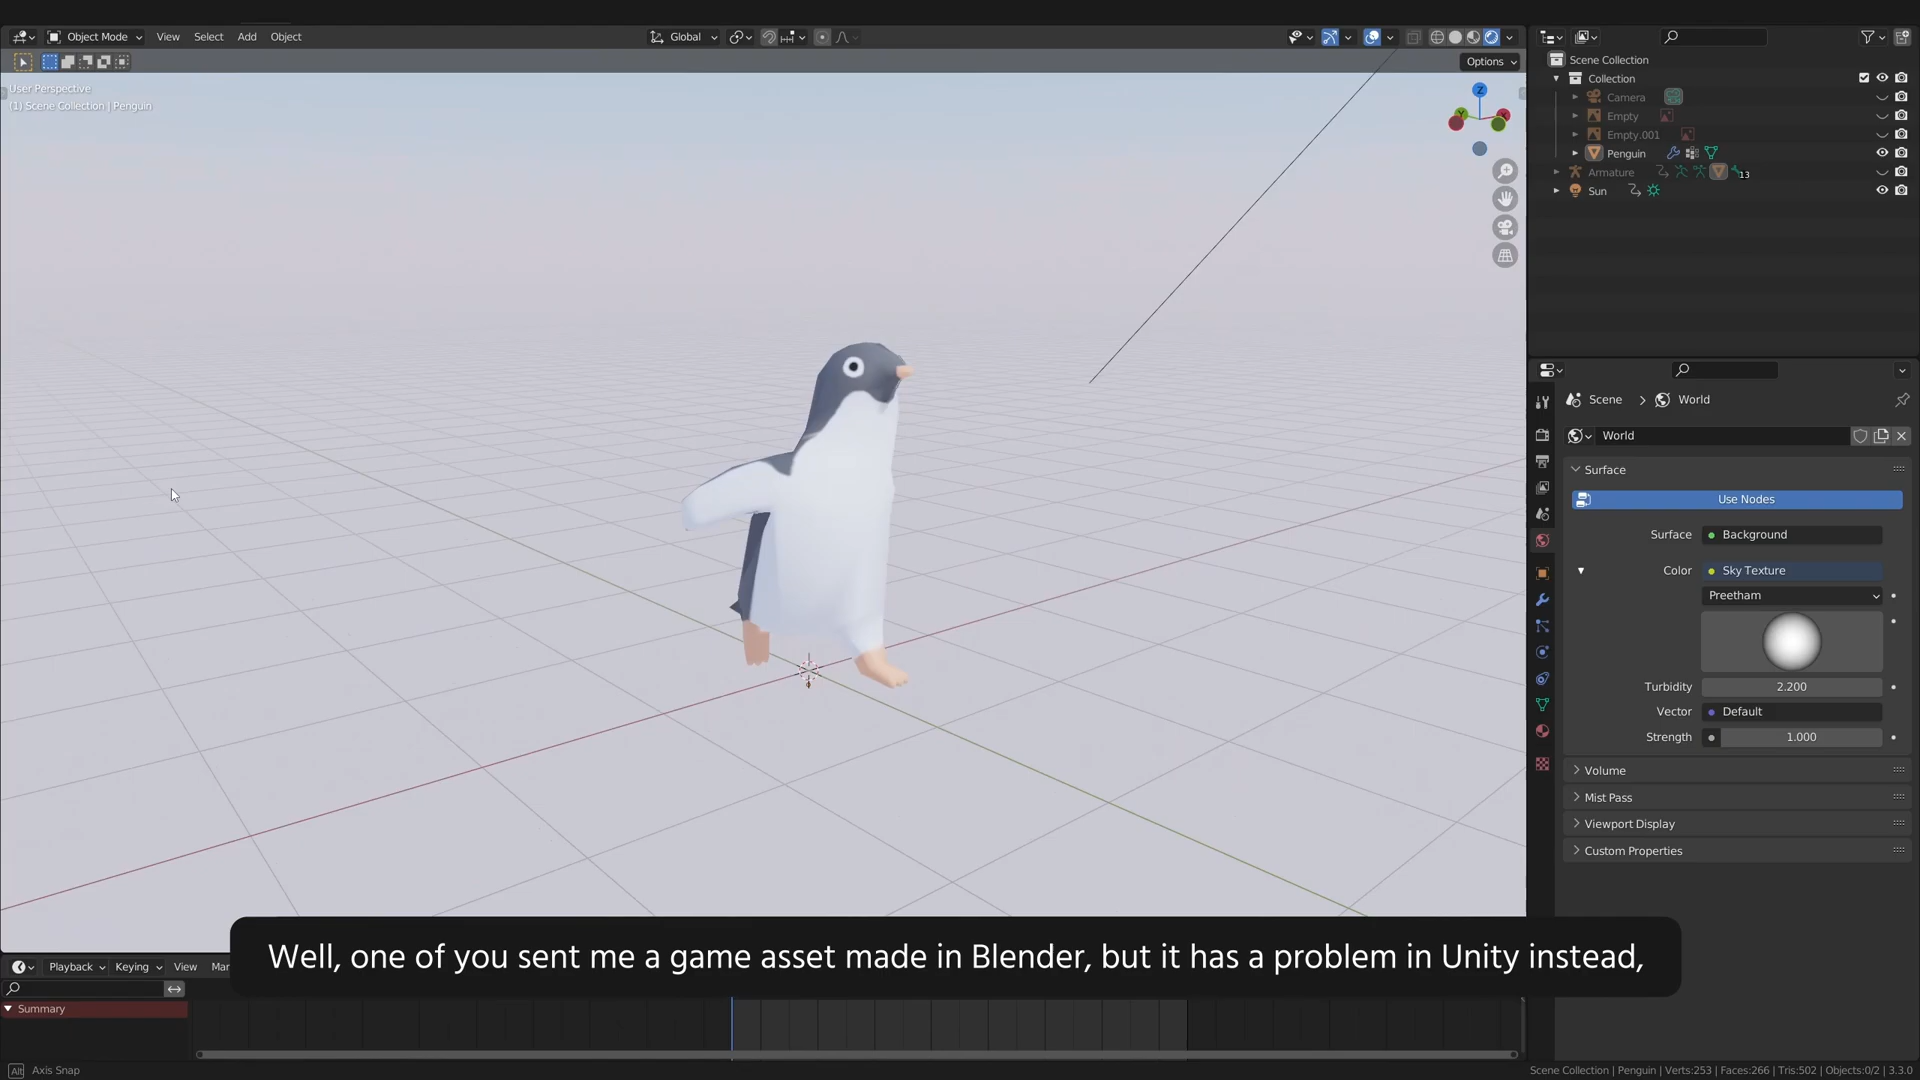 Object Mode View Select Add Object Global
Options
User Perspective
(1) Scene Collection | Penguin
Z
Y
X
Scene Collection
Collection
Camera
Empty
Empty.001
Penguin
Armature 13
Sun
Scene > World
World
Surface
Use Nodes
Surface Background
Color Sky Texture
Preetham
Turbidity 2.200
Vector Default
Strength 1.000
Volume
Mist Pass
Viewport Display
Custom Properties
Well, one of you sent me a game asset made in Blender, but it has a problem in Unity instead,
Playback Keying View Mar
Summary
Alt Axis Snap
Scene Collection | Penguin | Verts:253 | Faces:266 | Tris:502 | Objects:0/2 | 3.3.0